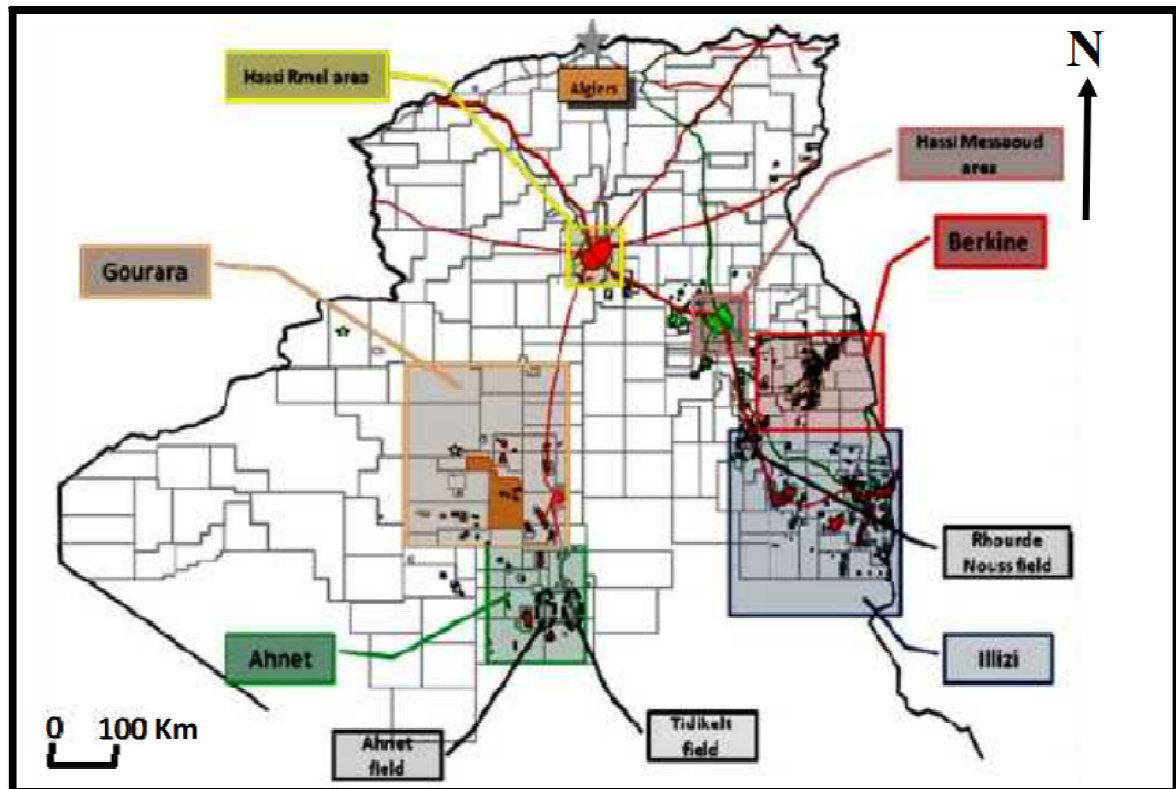 N
Hassi Rmel area
Algiers
Hassi Messaoud
area
Berkine
Gourara
Rhourde
Nouss field
Ahnet
Illizi
0 100 Km
Ahnet
field
Tidikelt
field